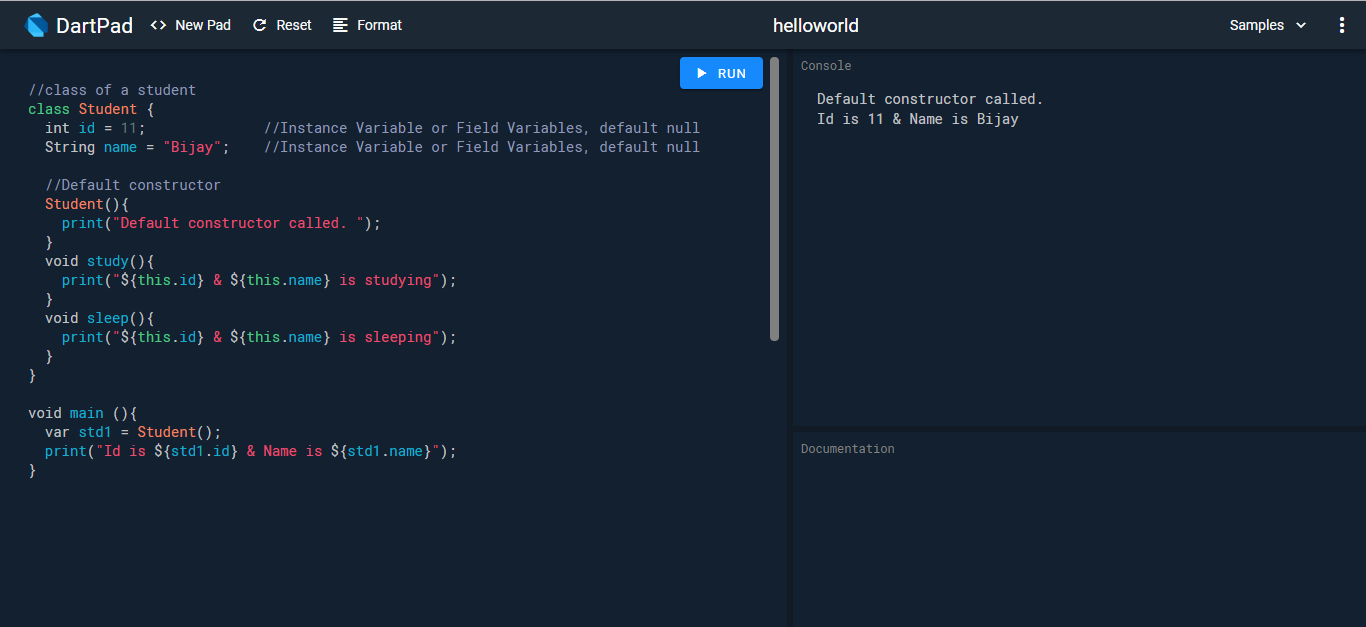 DartPad <> New Pad Reset Format helloworld Samples
RUN
//class of a student
class Student {
  int id = 11;              //Instance Variable or Field Variables, default null
  String name = "Bijay";    //Instance Variable or Field Variables, default null
  //Default constructor
  Student(){
    print("Default constructor called. ");
  }
  void study(){
    print("${this.id} & ${this.name} is studying");
  }
  void sleep(){
    print("${this.id} & ${this.name} is sleeping");
  }
}
void main (){
  var std1 = Student();
  print("Id is ${std1.id} & Name is ${std1.name}");
}
Console
Default constructor called.
Id is 11 & Name is Bijay
Documentation